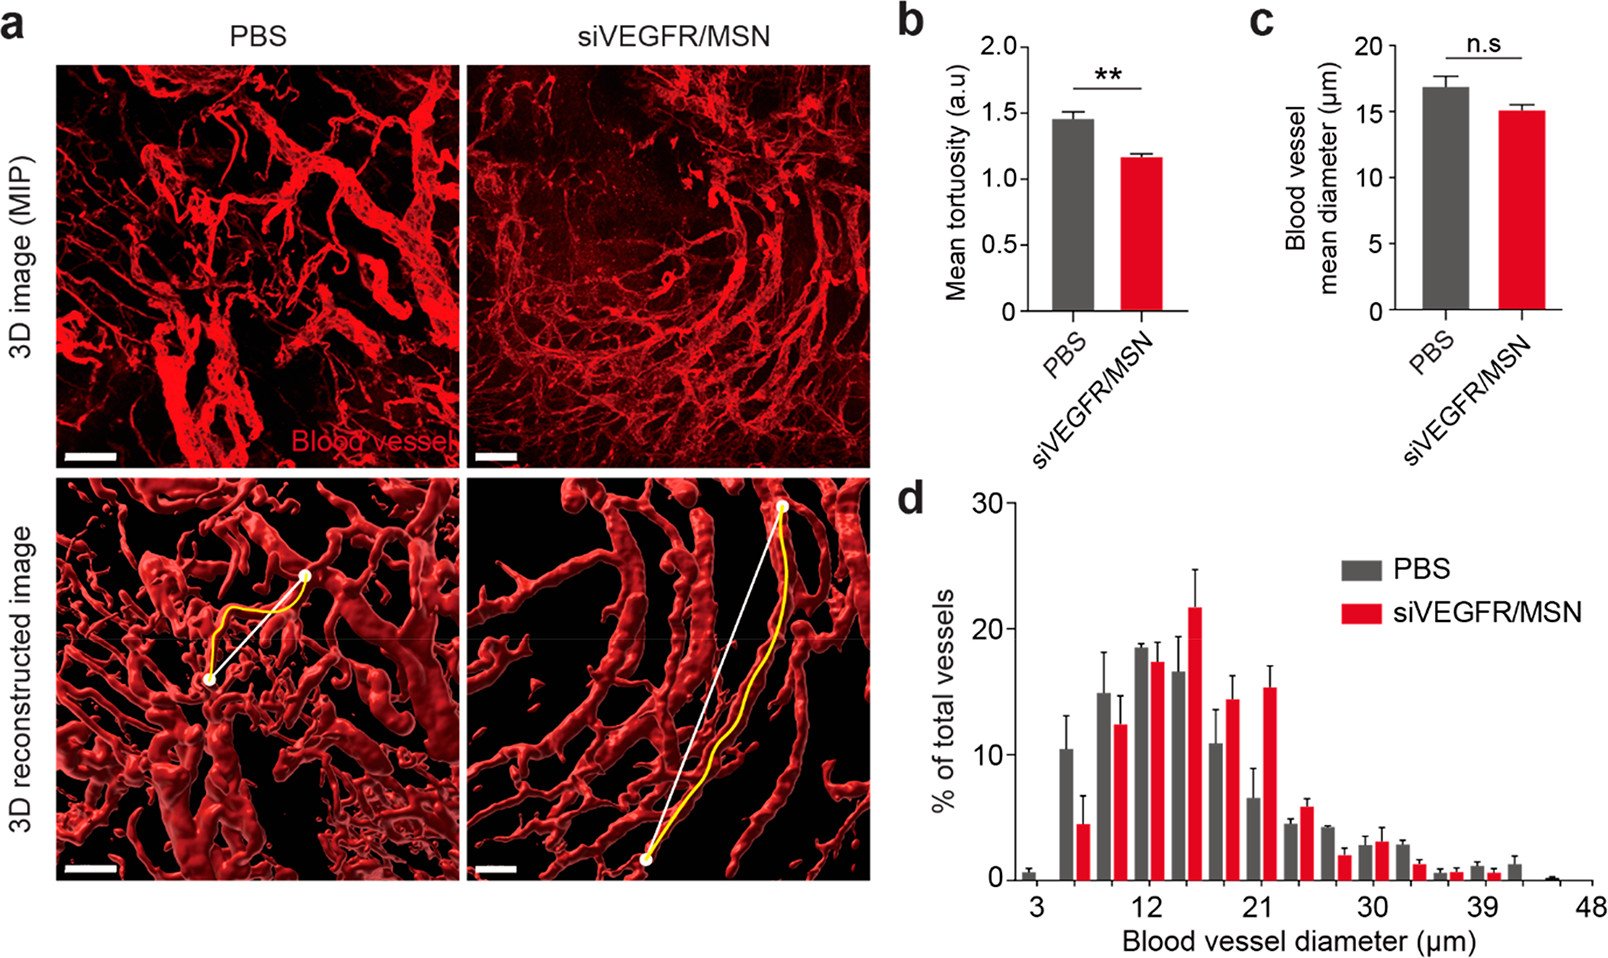 a
PBS
siVEGFR/MSN
3D image (MIP)
Blood vessel
3D reconstructed image
b
2.0
1.5
1.0
0.5
0
Mean tortuosity (a.u)
**
PBS
siVEGFR/MSN
c
20
15
10
5
0
Blood vessel
mean diameter (μm)
n.s
PBS
siVEGFR/MSN
d
30
20
10
0
% of total vessels
PBS
siVEGFR/MSN
3 12 21 30 39 48
Blood vessel diameter (μm)